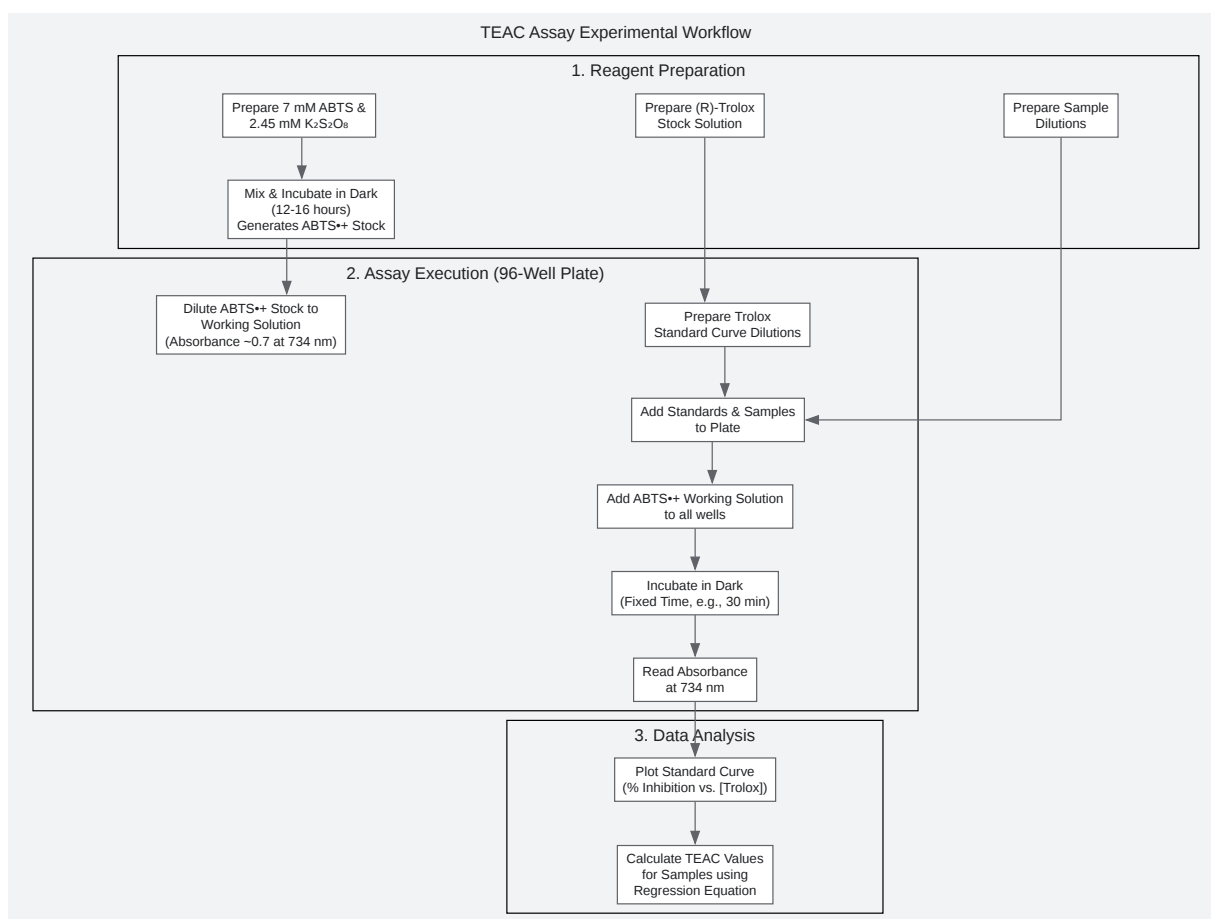 TEAC Assay Experimental Workflow
1. Reagent Preparation
Prepare 7 mM ABTS &
2.45 mM K₂S₂O₈
Prepare (R)-Trolox
Stock Solution
Prepare Sample
Dilutions
Mix & Incubate in Dark
(12-16 hours)
Generates ABTS•+ Stock
2. Assay Execution (96-Well Plate)
Dilute ABTS•+ Stock to
Working Solution
(Absorbance ~0.7 at 734 nm)
Prepare Trolox
Standard Curve Dilutions
Add Standards & Samples
to Plate
Add ABTS•+ Working Solution
to all wells
Incubate in Dark
(Fixed Time, e.g., 30 min)
Read Absorbance
at 734 nm
3. Data Analysis
Plot Standard Curve
(% Inhibition vs. [Trolox])
Calculate TEAC Values
for Samples using
Regression Equation